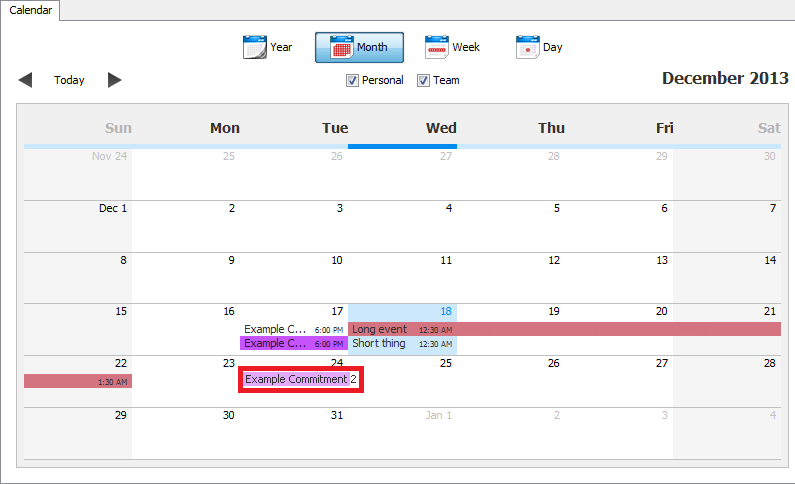 Calendar
Year Month Week Day
Today Personal Team December 2013
Sun Mon Tue Wed Thu Fri Sat
Nov 24 25 26 27 28 29 30
Dec 1 2 3 4 5 6 7
8 9 10 11 12 13 14
15 16 17 18 19 20 21
Example C... 6:00 PM Long event 12:30 AM
Example C... 6:00 PM Short thing 12:30 AM
22 23 24 25 26 27 28
1:30 AM Example Commitment 2
29 30 31 Jan 1 2 3 4